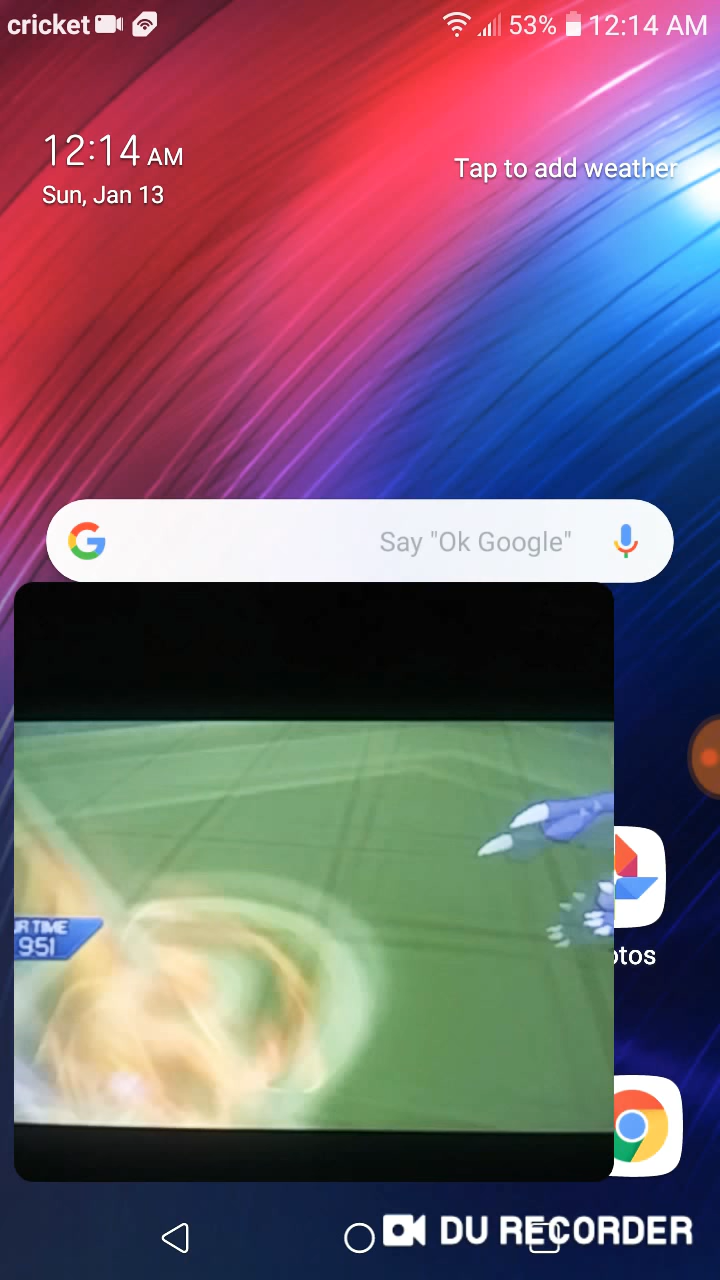 cricket 53% 12:14 AM
12:14 AM
Tap to add weather
Sun, Jan 13
Say "Ok Google"
R TIME
951
otos
DU RECORDER